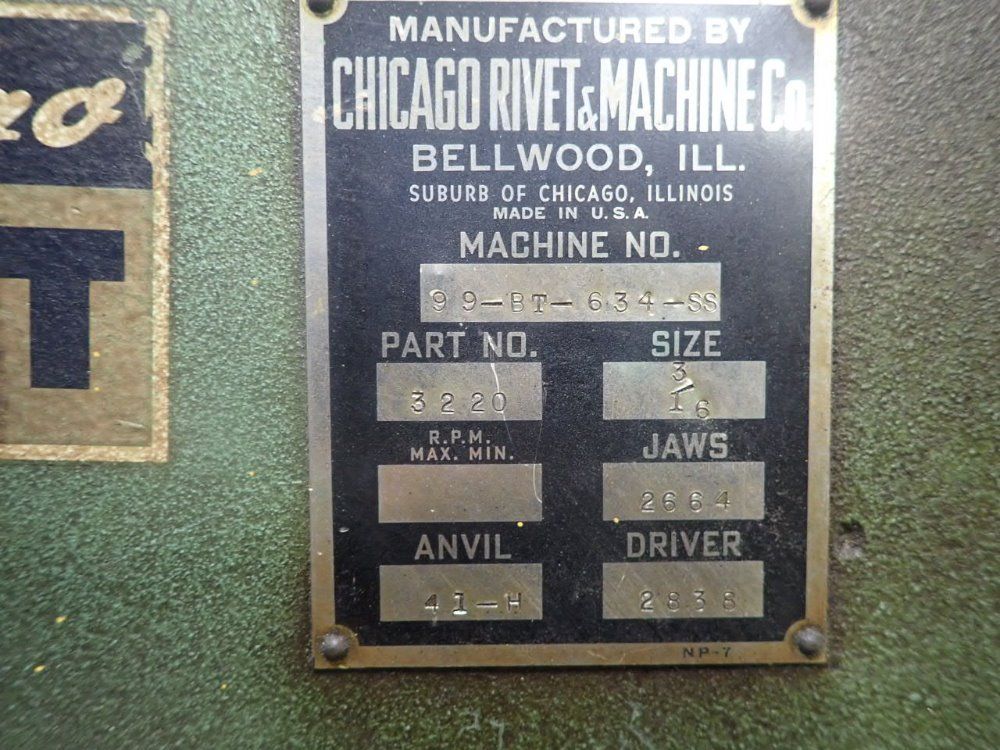 MANUFACTURED BY
CHICAGO RIVET & MACHINE Co.
BELLWOOD, ILL.
SUBURB OF CHICAGO, ILLINOIS
MADE IN U.S.A.
MACHINE NO.
99-BT-634-SS
PART NO. SIZE
3220 3/16
R.P.M. JAWS
MAX. MIN.
2664
ANVIL DRIVER
41-H 2838
NP-7